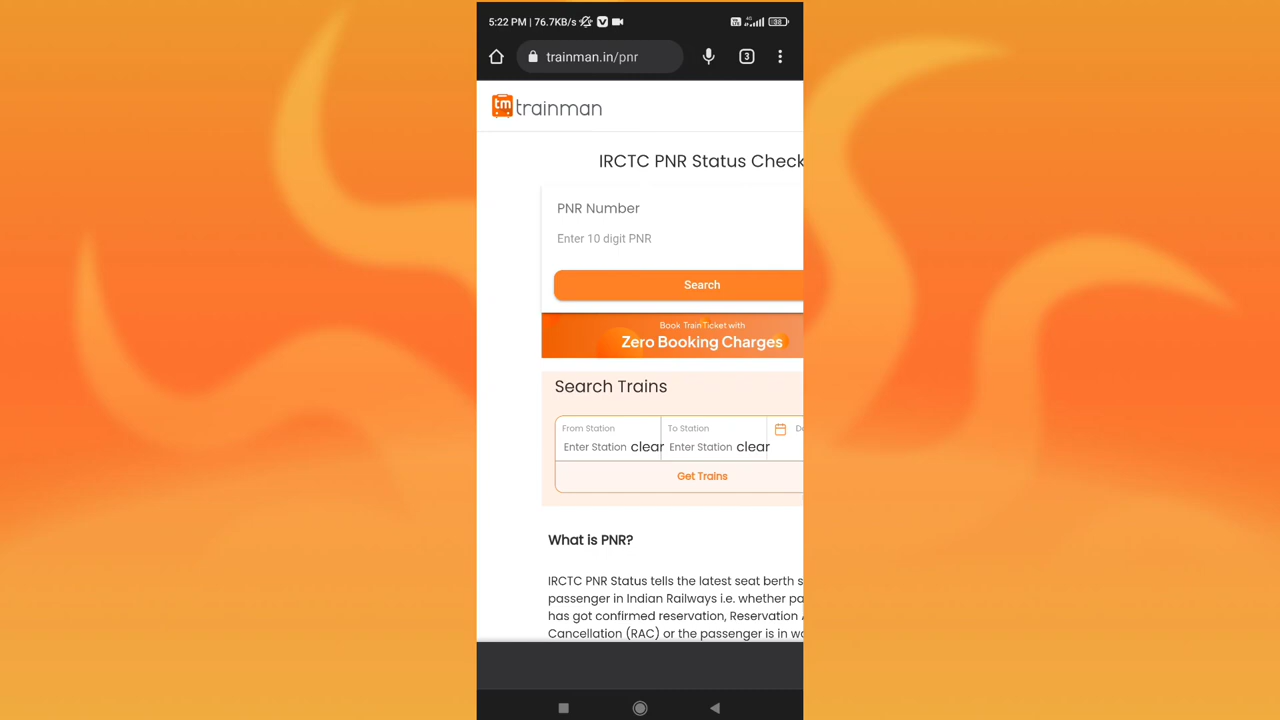 5:22 PM | 76.7KB/s
38
trainman.in/pnr
3
tm trainman
IRCTC PNR Status Check
PNR Number
Enter 10 digit PNR
Search
Book Train Ticket with
Zero Booking Charges
Search Trains
From Station
To Station
Enter Station clear
Enter Station clear
Get Trains
What is PNR?
IRCTC PNR Status tells the latest seat berth s
passenger in Indian Railways i.e. whether pa
has got confirmed reservation, Reservation A
Cancellation (RAC) or the passenger is in w